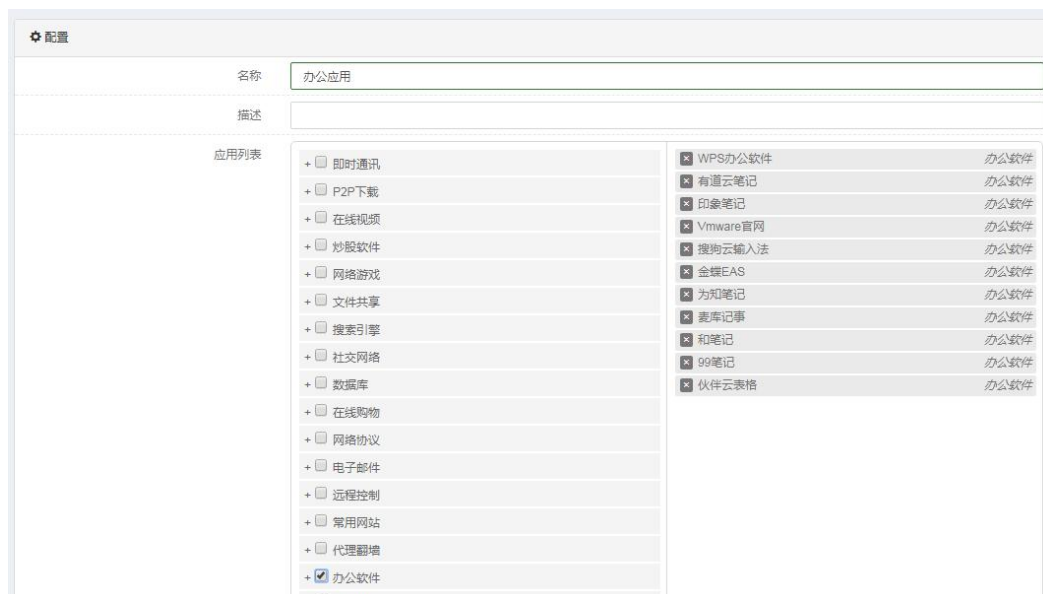 配置
名称
办公应用
描述
应用列表
+ 即时通讯
+ P2P下载
+ 在线视频
+ 炒股软件
+ 网络游戏
+ 文件共享
+ 搜索引擎
+ 社交网络
+ 数据库
+ 在线购物
+ 网络协议
+ 电子邮件
+ 远程控制
+ 常用网站
+ 代理翻墙
+ 办公软件
WPS办公软件 办公软件
有道云笔记 办公软件
印象笔记 办公软件
Vmware官网 办公软件
搜狗云输入法 办公软件
金蝶EAS 办公软件
为知笔记 办公软件
麦库记事 办公软件
和笔记 办公软件
99笔记 办公软件
伙伴云表格 办公软件